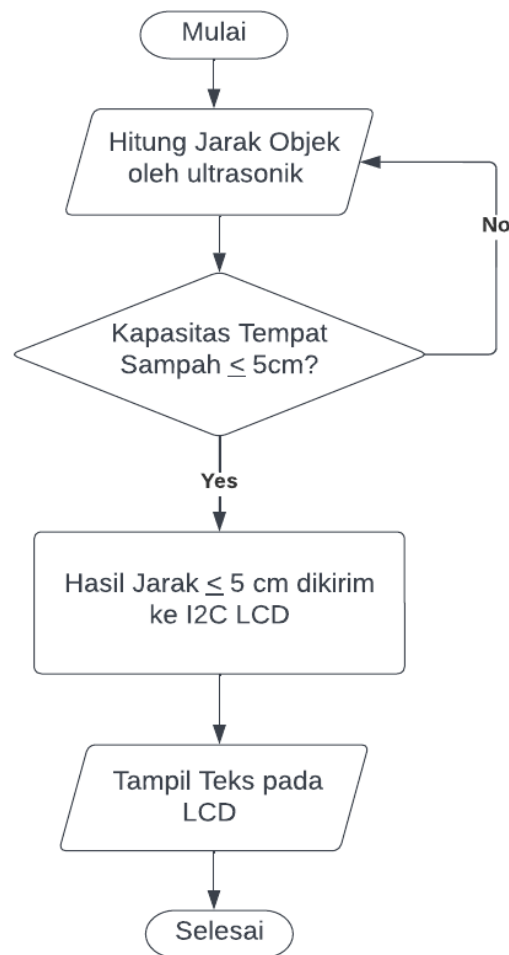 Mulai
Hitung Jarak Objek
oleh ultrasonik
No
Kapasitas Tempat
Sampah ≤ 5cm?
Yes
Hasil Jarak ≤ 5 cm dikirim
ke I2C LCD
Tampil Teks pada
LCD
Selesai